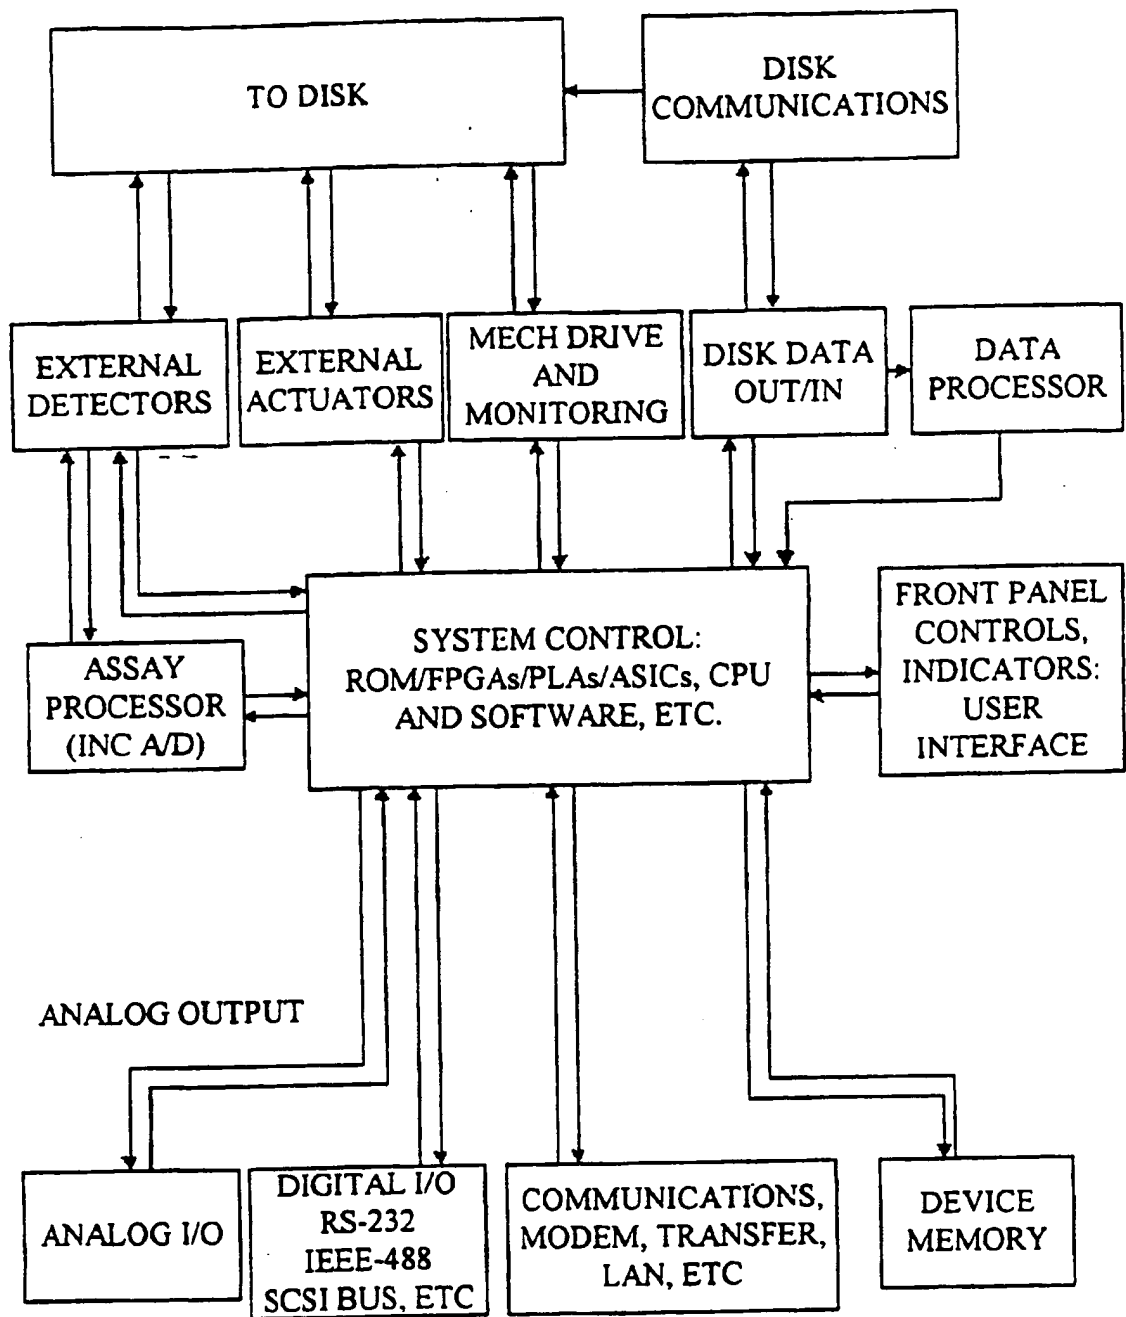 TO DISK
DISK
COMMUNICATIONS
EXTERNAL
DETECTORS
EXTERNAL
ACTUATORS
MECH DRIVE
AND
MONITORING
DISK DATA
OUT/IN
DATA
PROCESSOR
SYSTEM CONTROL:
ROM/FPGAs/PLAs/ASICs, CPU
AND SOFTWARE, ETC.
FRONT PANEL
CONTROLS,
INDICATORS:
USER
INTERFACE
ASSAY
PROCESSOR
(INC A/D)
ANALOG OUTPUT
ANALOG I/O
DIGITAL I/O
RS-232
IEEE-488
SCSI BUS, ETC
COMMUNICATIONS,
MODEM, TRANSFER,
LAN, ETC
DEVICE
MEMORY